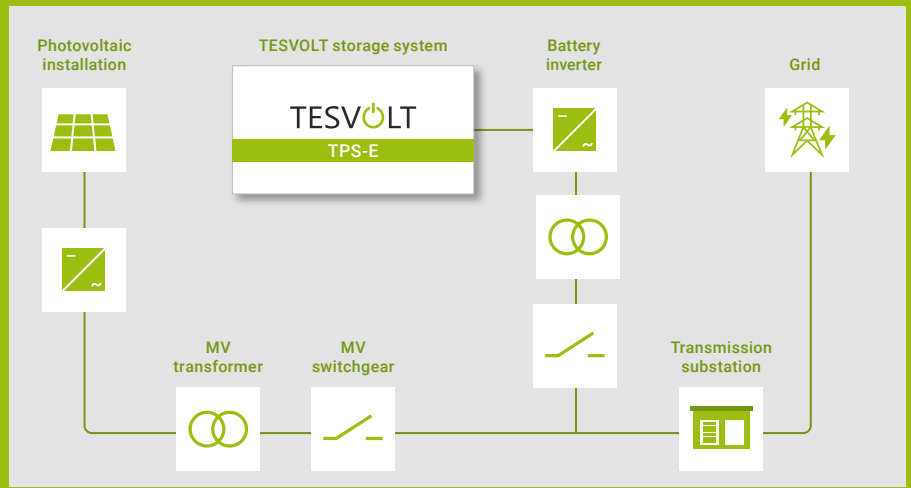 Photovoltaic
installation
TESVOLT storage system
Battery
inverter
Grid
TESVOLT
TPS-E
MV
transformer
MV
switchgear
Transmission
substation